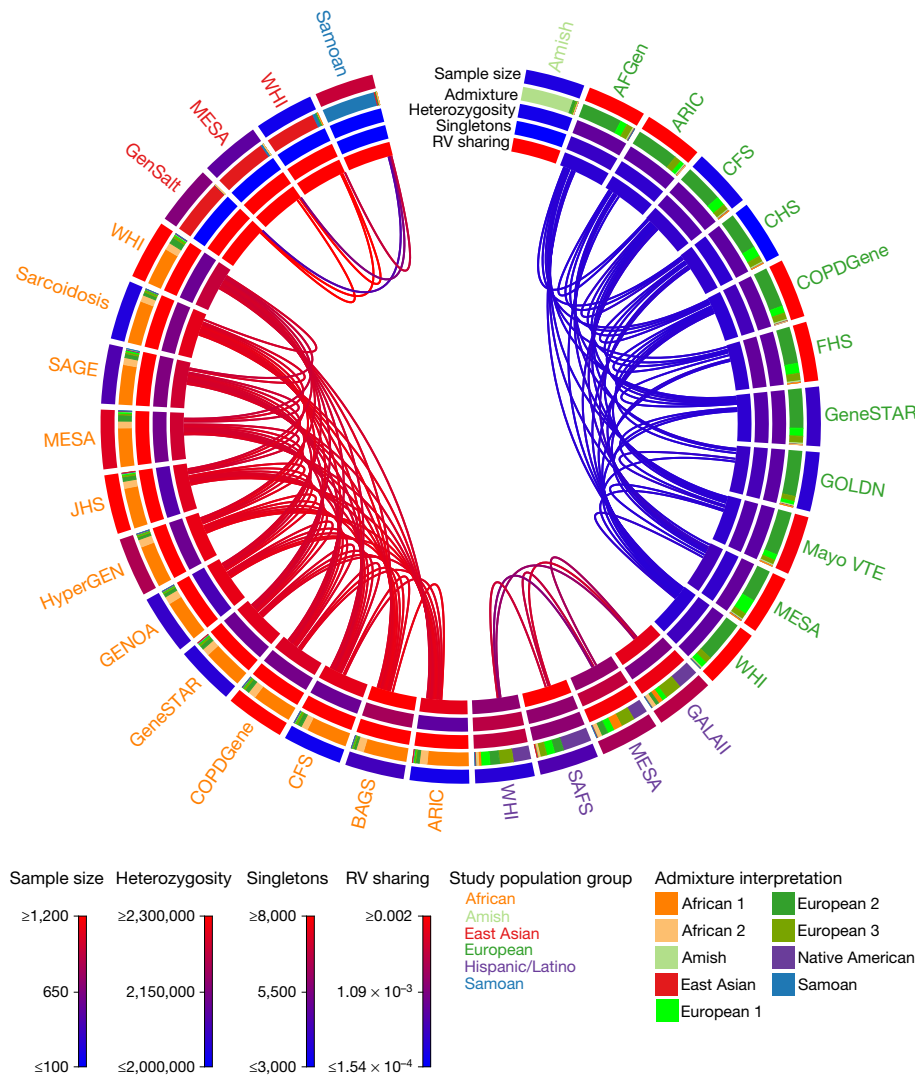 Sample size
Admixture
Heterozygosity
Singletons
RV sharing
Amish
AFGen
ARIC
CFS
CHS
COPDGene
FHS
GeneSTAR
GOLDN
Mayo VTE
MESA
WHI
GALAII
MESA
SAFS
WHI
ARIC
BAGS
CFS
COPDGene
GeneSTAR
GENOA
HyperGEN
JHS
MESA
SAGE
Sarcoidosis
WHI
GenSalt
MESA
WHI
Samoan
Sample size
≥1,200
650
≤100
Heterozygosity
≥2,300,000
2,150,000
≤2,000,000
Singletons
≥8,000
5,500
≤3,000
RV sharing
≥0.002
1.09 × 10⁻³
≤1.54 × 10⁻⁴
Study population group
African
Amish
East Asian
European
Hispanic/Latino
Samoan
Admixture interpretation
African 1
African 2
Amish
East Asian
European 1
European 2
European 3
Native American
Samoan